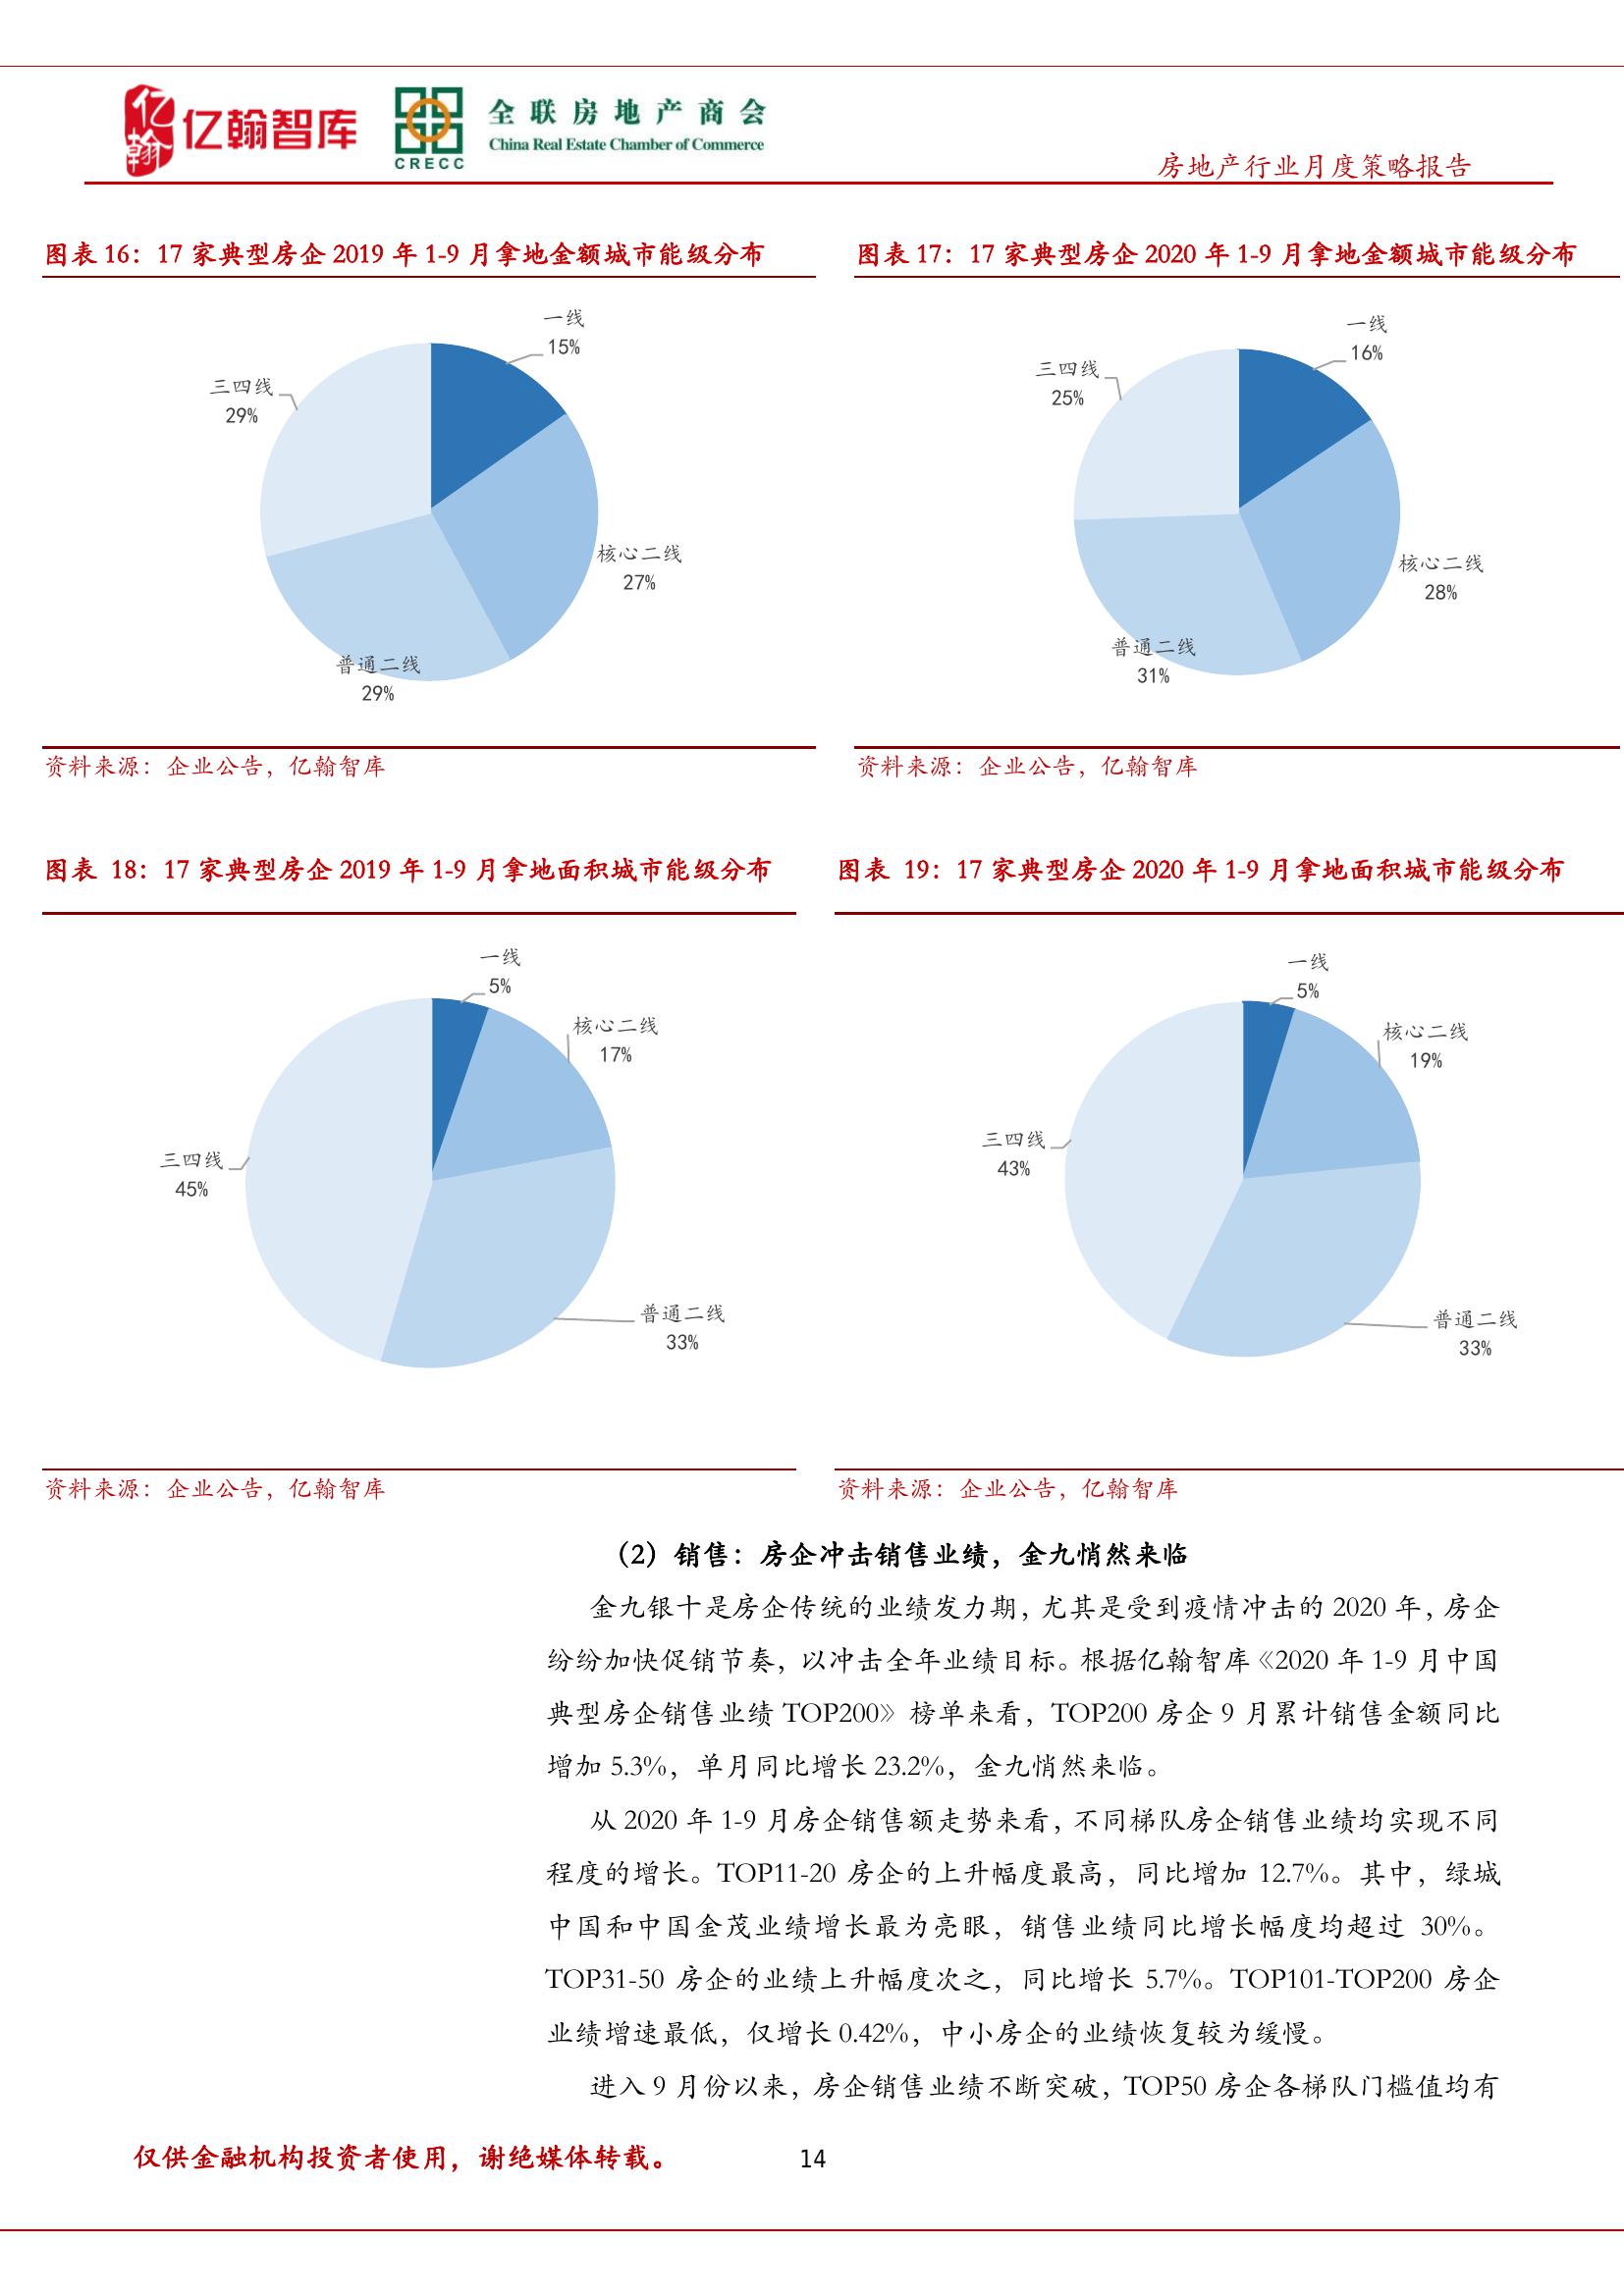 亿翰
亿翰智库
CRECC
全联房地产商会
China Real Estate Chamber of Commerce
房地产行业月度策略报告
图表 16：17 家典型房企 2019 年 1-9 月拿地金额城市能级分布
一线
15%
三四线
29%
核心二线
27%
普通二线
29%
资料来源：企业公告，亿翰智库
图表 17：17 家典型房企 2020 年 1-9 月拿地金额城市能级分布
一线
16%
三四线
25%
核心二线
28%
普通二线
31%
资料来源：企业公告，亿翰智库
图表 18：17 家典型房企 2019 年 1-9 月拿地面积城市能级分布
一线
5%
核心二线
17%
三四线
45%
普通二线
33%
资料来源：企业公告，亿翰智库
图表 19：17 家典型房企 2020 年 1-9 月拿地面积城市能级分布
一线
5%
核心二线
19%
三四线
43%
普通二线
33%
资料来源：企业公告，亿翰智库
（2）销售：房企冲击销售业绩，金九悄然来临
金九银十是房企传统的业绩发力期，尤其是受到疫情冲击的 2020 年，房企
纷纷加快促销节奏，以冲击全年业绩目标。根据亿翰智库《2020 年 1-9 月中国
典型房企销售业绩 TOP200》榜单来看，TOP200 房企 9 月累计销售金额同比
增加 5.3%，单月同比增长 23.2%，金九悄然来临。
从 2020 年 1-9 月房企销售额走势来看，不同梯队房企销售业绩均实现不同
程度的增长。TOP11-20 房企的上升幅度最高，同比增加 12.7%。其中，绿城
中国和中国金茂业绩增长最为亮眼，销售业绩同比增长幅度均超过 30%。
TOP31-50 房企的业绩上升幅度次之，同比增长 5.7%。TOP101-TOP200 房企
业绩增速最低，仅增长 0.42%，中小房企的业绩恢复较为缓慢。
进入 9 月份以来，房企销售业绩不断突破，TOP50 房企各梯队门槛值均有
仅供金融机构投资者使用，谢绝媒体转载。
14